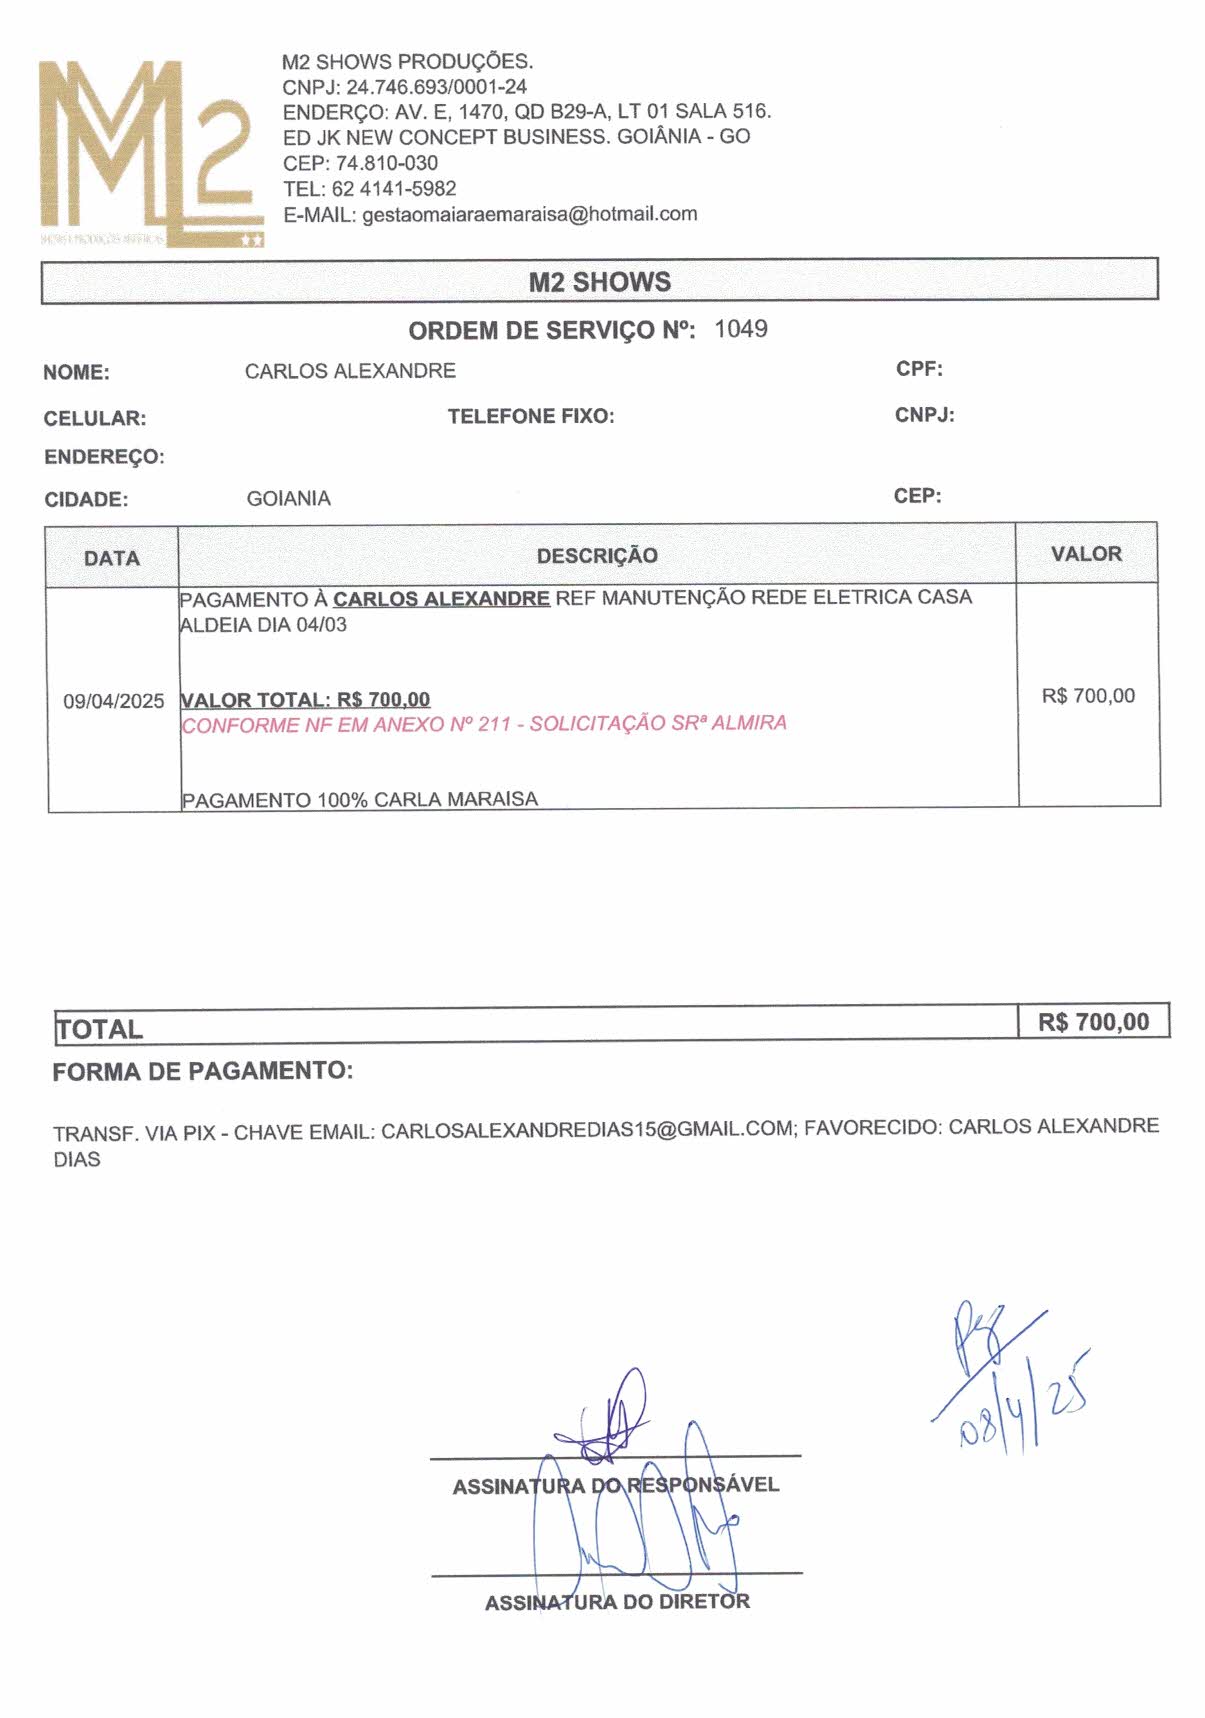 M2 SHOWS PRODUÇÕES.
CNPJ: 24.746.693/0001-24
ENDERÇO: AV. E, 1470, QD B29-A, LT 01 SALA 516.
ED JK NEW CONCEPT BUSINESS. GOIÂNIA - GO
CEP: 74.810-030
TEL: 62 4141-5982
E-MAIL: gestaomaiaraemaraisa@hotmail.com
M2
M2 SHOWS
ORDEM DE SERVIÇO Nº: 1049
NOME: CARLOS ALEXANDRE CPF:
CELULAR: TELEFONE FIXO: CNPJ:
ENDEREÇO:
CIDADE: GOIANIA CEP:
DATA DESCRIÇÃO VALOR
PAGAMENTO À CARLOS ALEXANDRE REF MANUTENÇÃO REDE ELETRICA CASA
ALDEIA DIA 04/03
09/04/2025 VALOR TOTAL: R$ 700,00 R$ 700,00
CONFORME NF EM ANEXO Nº 211 - SOLICITAÇÃO SRª ALMIRA
PAGAMENTO 100% CARLA MARAISA
TOTAL R$ 700,00
FORMA DE PAGAMENTO:
TRANSF. VIA PIX - CHAVE EMAIL: CARLOSALEXANDREDIAS15@GMAIL.COM; FAVORECIDO: CARLOS ALEXANDRE
DIAS
08/4/25
ASSINATURA DO RESPONSÁVEL
ASSINATURA DO DIRETOR